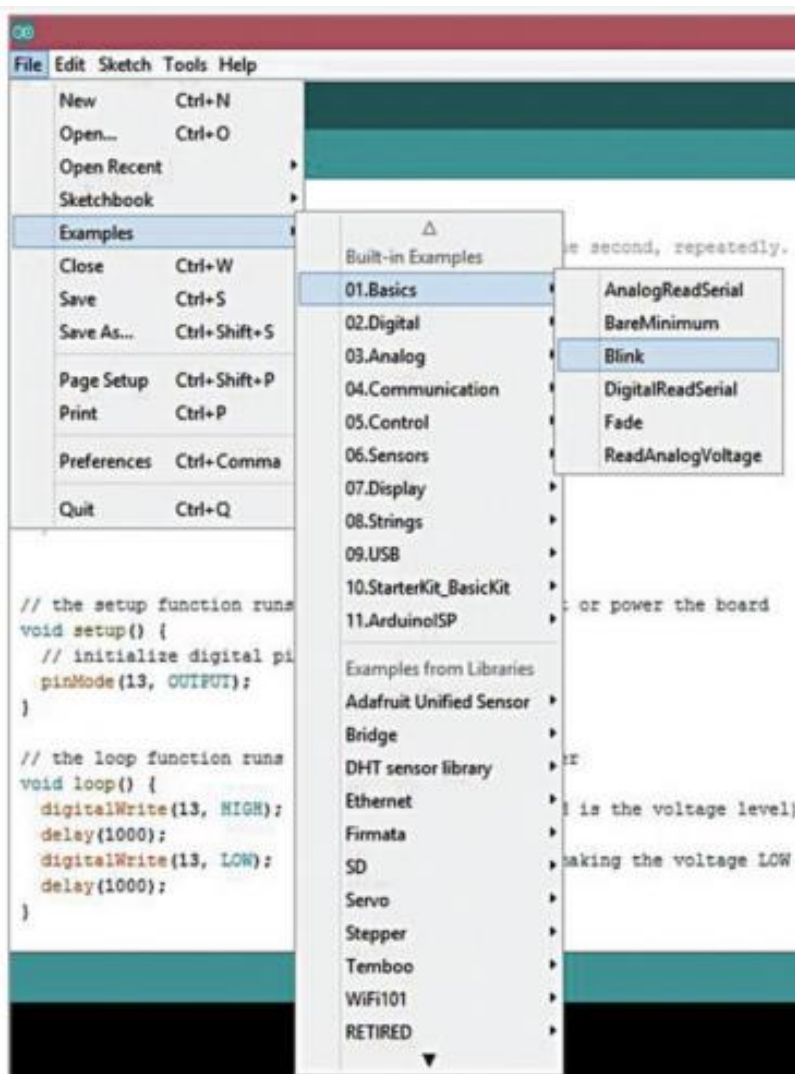 File Edit Sketch Tools Help
New Ctrl+N
Open... Ctrl+O
Open Recent
Sketchbook
Examples
Close Ctrl+W
Save Ctrl+S
Save As... Ctrl+Shift+S
Page Setup Ctrl+Shift+P
Print Ctrl+P
Preferences Ctrl+Comma
Quit Ctrl+Q
Built-in Examples
01.Basics
02.Digital
03.Analog
04.Communication
05.Control
06.Sensors
07.Display
08.Strings
09.USB
10.StarterKit_BasicKit
11.ArduinoISP
Examples from Libraries
Adafruit Unified Sensor
Bridge
DHT sensor library
Ethernet
Firmata
SD
Servo
Stepper
Temboo
WiFi101
RETIRED
AnalogReadSerial
BareMinimum
Blink
DigitalReadSerial
Fade
ReadAnalogVoltage
second, repeatedly.
// the setup function runs or power the board
void setup() {
// initialize digital pi
pinMode(13, OUTPUT);
}
// the loop function runs
void loop() {
digitalWrite(13, HIGH); is the voltage level)
delay(1000);
digitalWrite(13, LOW); making the voltage LOW
delay(1000);
}